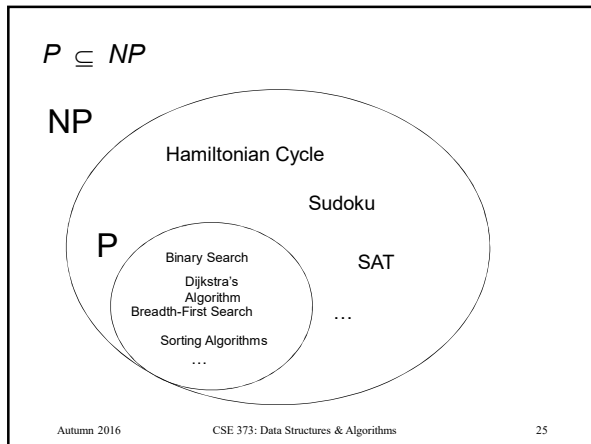 P ⊆ NP
NP
Hamiltonian Cycle
Sudoku
P
Binary Search
SAT
Dijkstra's
Algorithm
Breadth-First Search
…
Sorting Algorithms
…
Autumn 2016 CSE 373: Data Structures & Algorithms 25